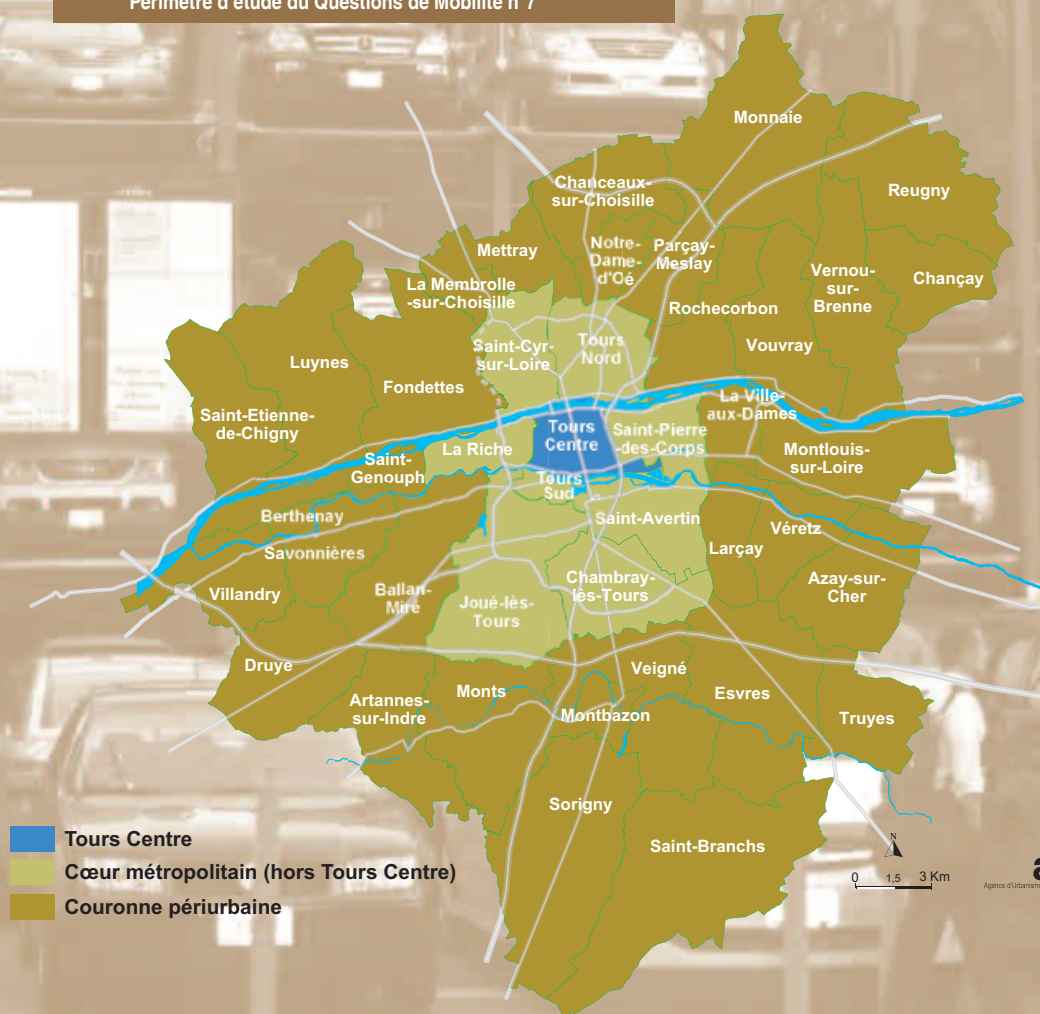 Périmètre d'étude du Questions de Mobilité n°7
Monnaie
Chanceaux-
sur-Choisille
Reugny
Mettray
Notre-
Dame-
d'Oé
Parçay-
Meslay
La Membrolle
-sur-Choisille
Vernou-
sur-
Brenne
Chançay
Rochecorbon
Luynes
Saint-Cyr-
sur-Loire
Tours
Nord
Vouvray
Fondettes
Saint-Etienne-
de-Chigny
La Ville-
aux-Dames
Tours
Centre
Saint-Pierre
-des-Corps
La Riche
Montlouis-
sur-Loire
Saint-
Genouph
Tours
Sud
Berthenay
Saint-Avertin
Véretz
Savonnières
Larçay
Villandry
Ballan-
Miré
Chambray-
lès-Tours
Azay-sur-
Cher
Joué-lès-
Tours
Druye
Veigné
Monts
Esvres
Artannes-
sur-Indre
Montbazon
Truyes
Sorigny
Saint-Branchs
Tours Centre
Cœur métropolitain (hors Tours Centre)
Couronne périurbaine
N
0 1,5 3 Km
a
Agence d'Urbanisme